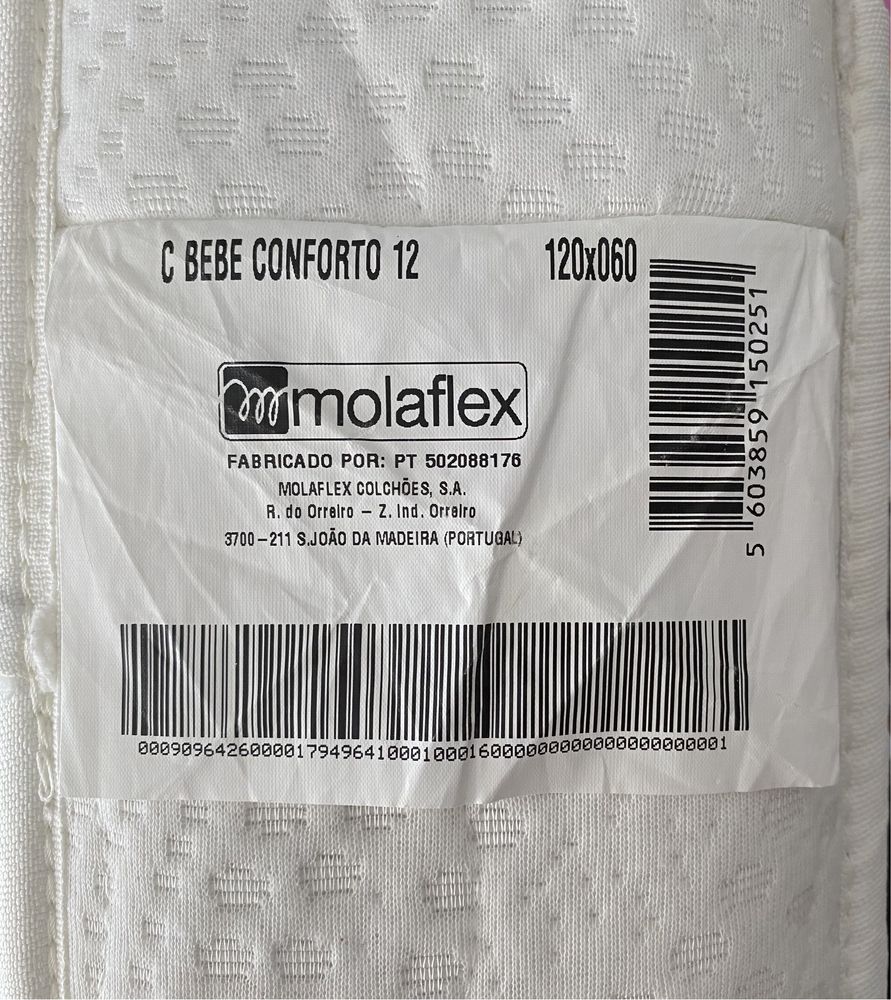 C BEBE CONFORTO 12 120x060
molaflex
FABRICADO POR: PT 502088176
MOLAFLEX COLCHÕES, S.A.
R. do Orreiro – Z. Ind. Orreiro
3700-211 S.JOÃO DA MADEIRA (PORTUGAL)
5 603859 150251
00090964260000179496410001000160000000000000000000001